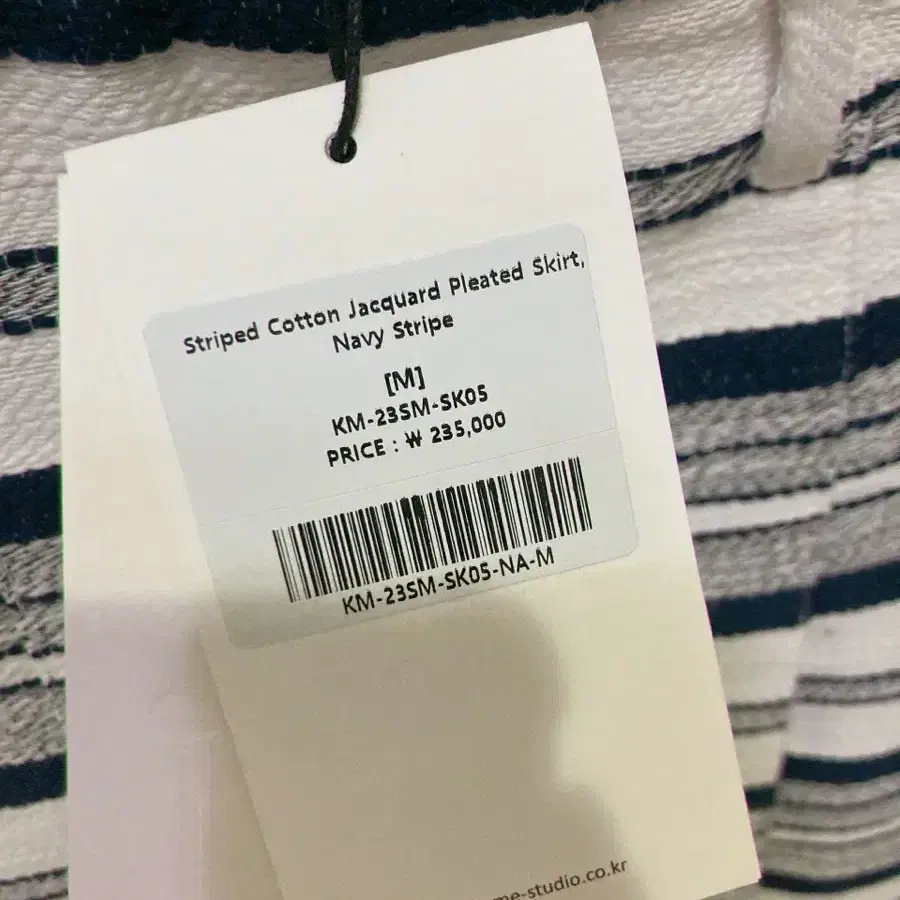 Striped Cotton Jacquard Pleated Skirt,
Navy Stripe
[M]
KM-23SM-SK05
PRICE : ₩ 235,000
KM-23SM-SK05-NA-M
me-studio.co.kr